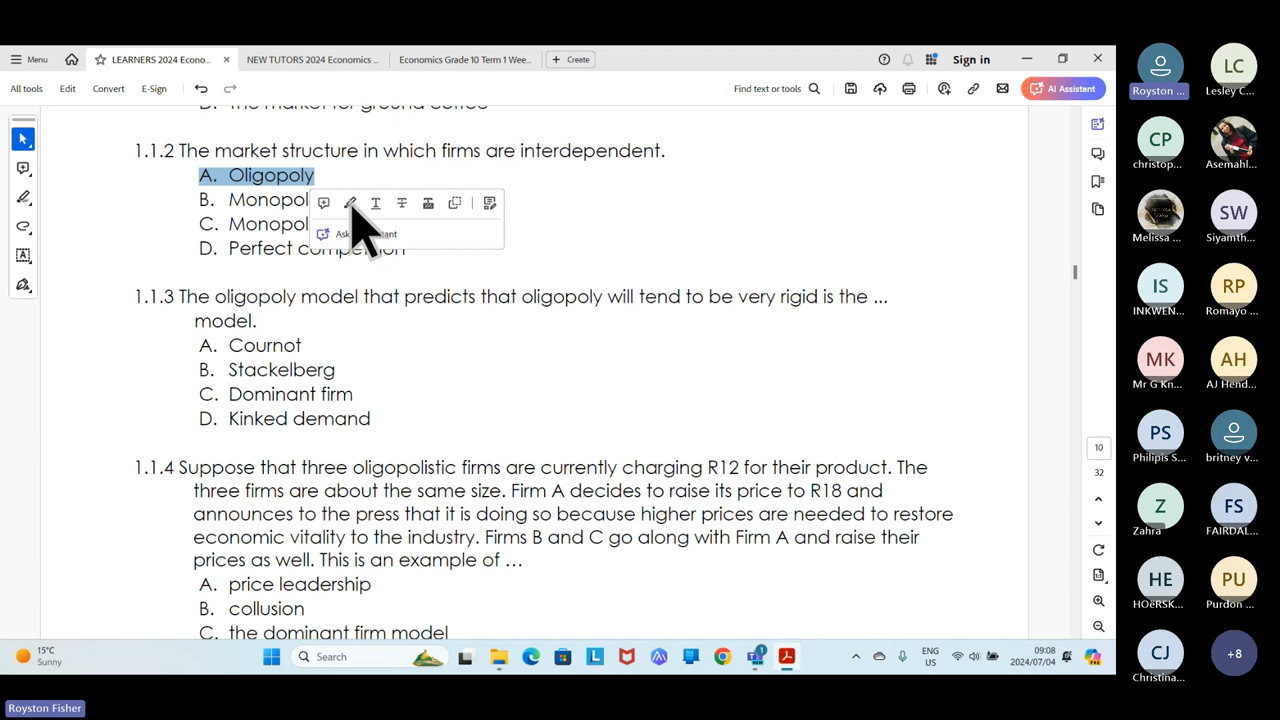 Menu
LEARNERS 2024 Econo...
NEW TUTORS 2024 Economics ...
Economics Grade 10 Term 1 Wee...
+ Create
Sign in
All tools
Edit
Convert
E-Sign
Find text or tools
AI Assistant
D. The market for ground coffee
1.1.2 The market structure in which firms are interdependent.
A. Oligopoly
B. Monopol
C. Monopol
Ask
D. Perfect
1.1.3 The oligopoly model that predicts that oligopoly will tend to be very rigid is the ...
model.
A. Cournot
B. Stackelberg
C. Dominant firm
D. Kinked demand
1.1.4 Suppose that three oligopolistic firms are currently charging R12 for their product. The
three firms are about the same size. Firm A decides to raise its price to R18 and
announces to the press that it is doing so because higher prices are needed to restore
economic vitality to the industry. Firms B and C go along with Firm A and raise their
prices as well. This is an example of ...
A. price leadership
B. collusion
C. the dominant firm model
10
32
15°C
Sunny
Search
ENG
US
09:08
2024/07/04
Royston Fisher
Royston ...
LC
Lesley C...
CP
christop...
Asemahl...
Melissa ...
SW
Siyamth...
IS
INKWEN...
RP
Romayo ...
MK
Mr G Kn...
AH
AJ Hend...
PS
Philipis S...
britney v...
Z
Zahra
FS
FAIRDAL...
HE
HOëRSK...
PU
Purdon ...
CJ
Christina...
+8